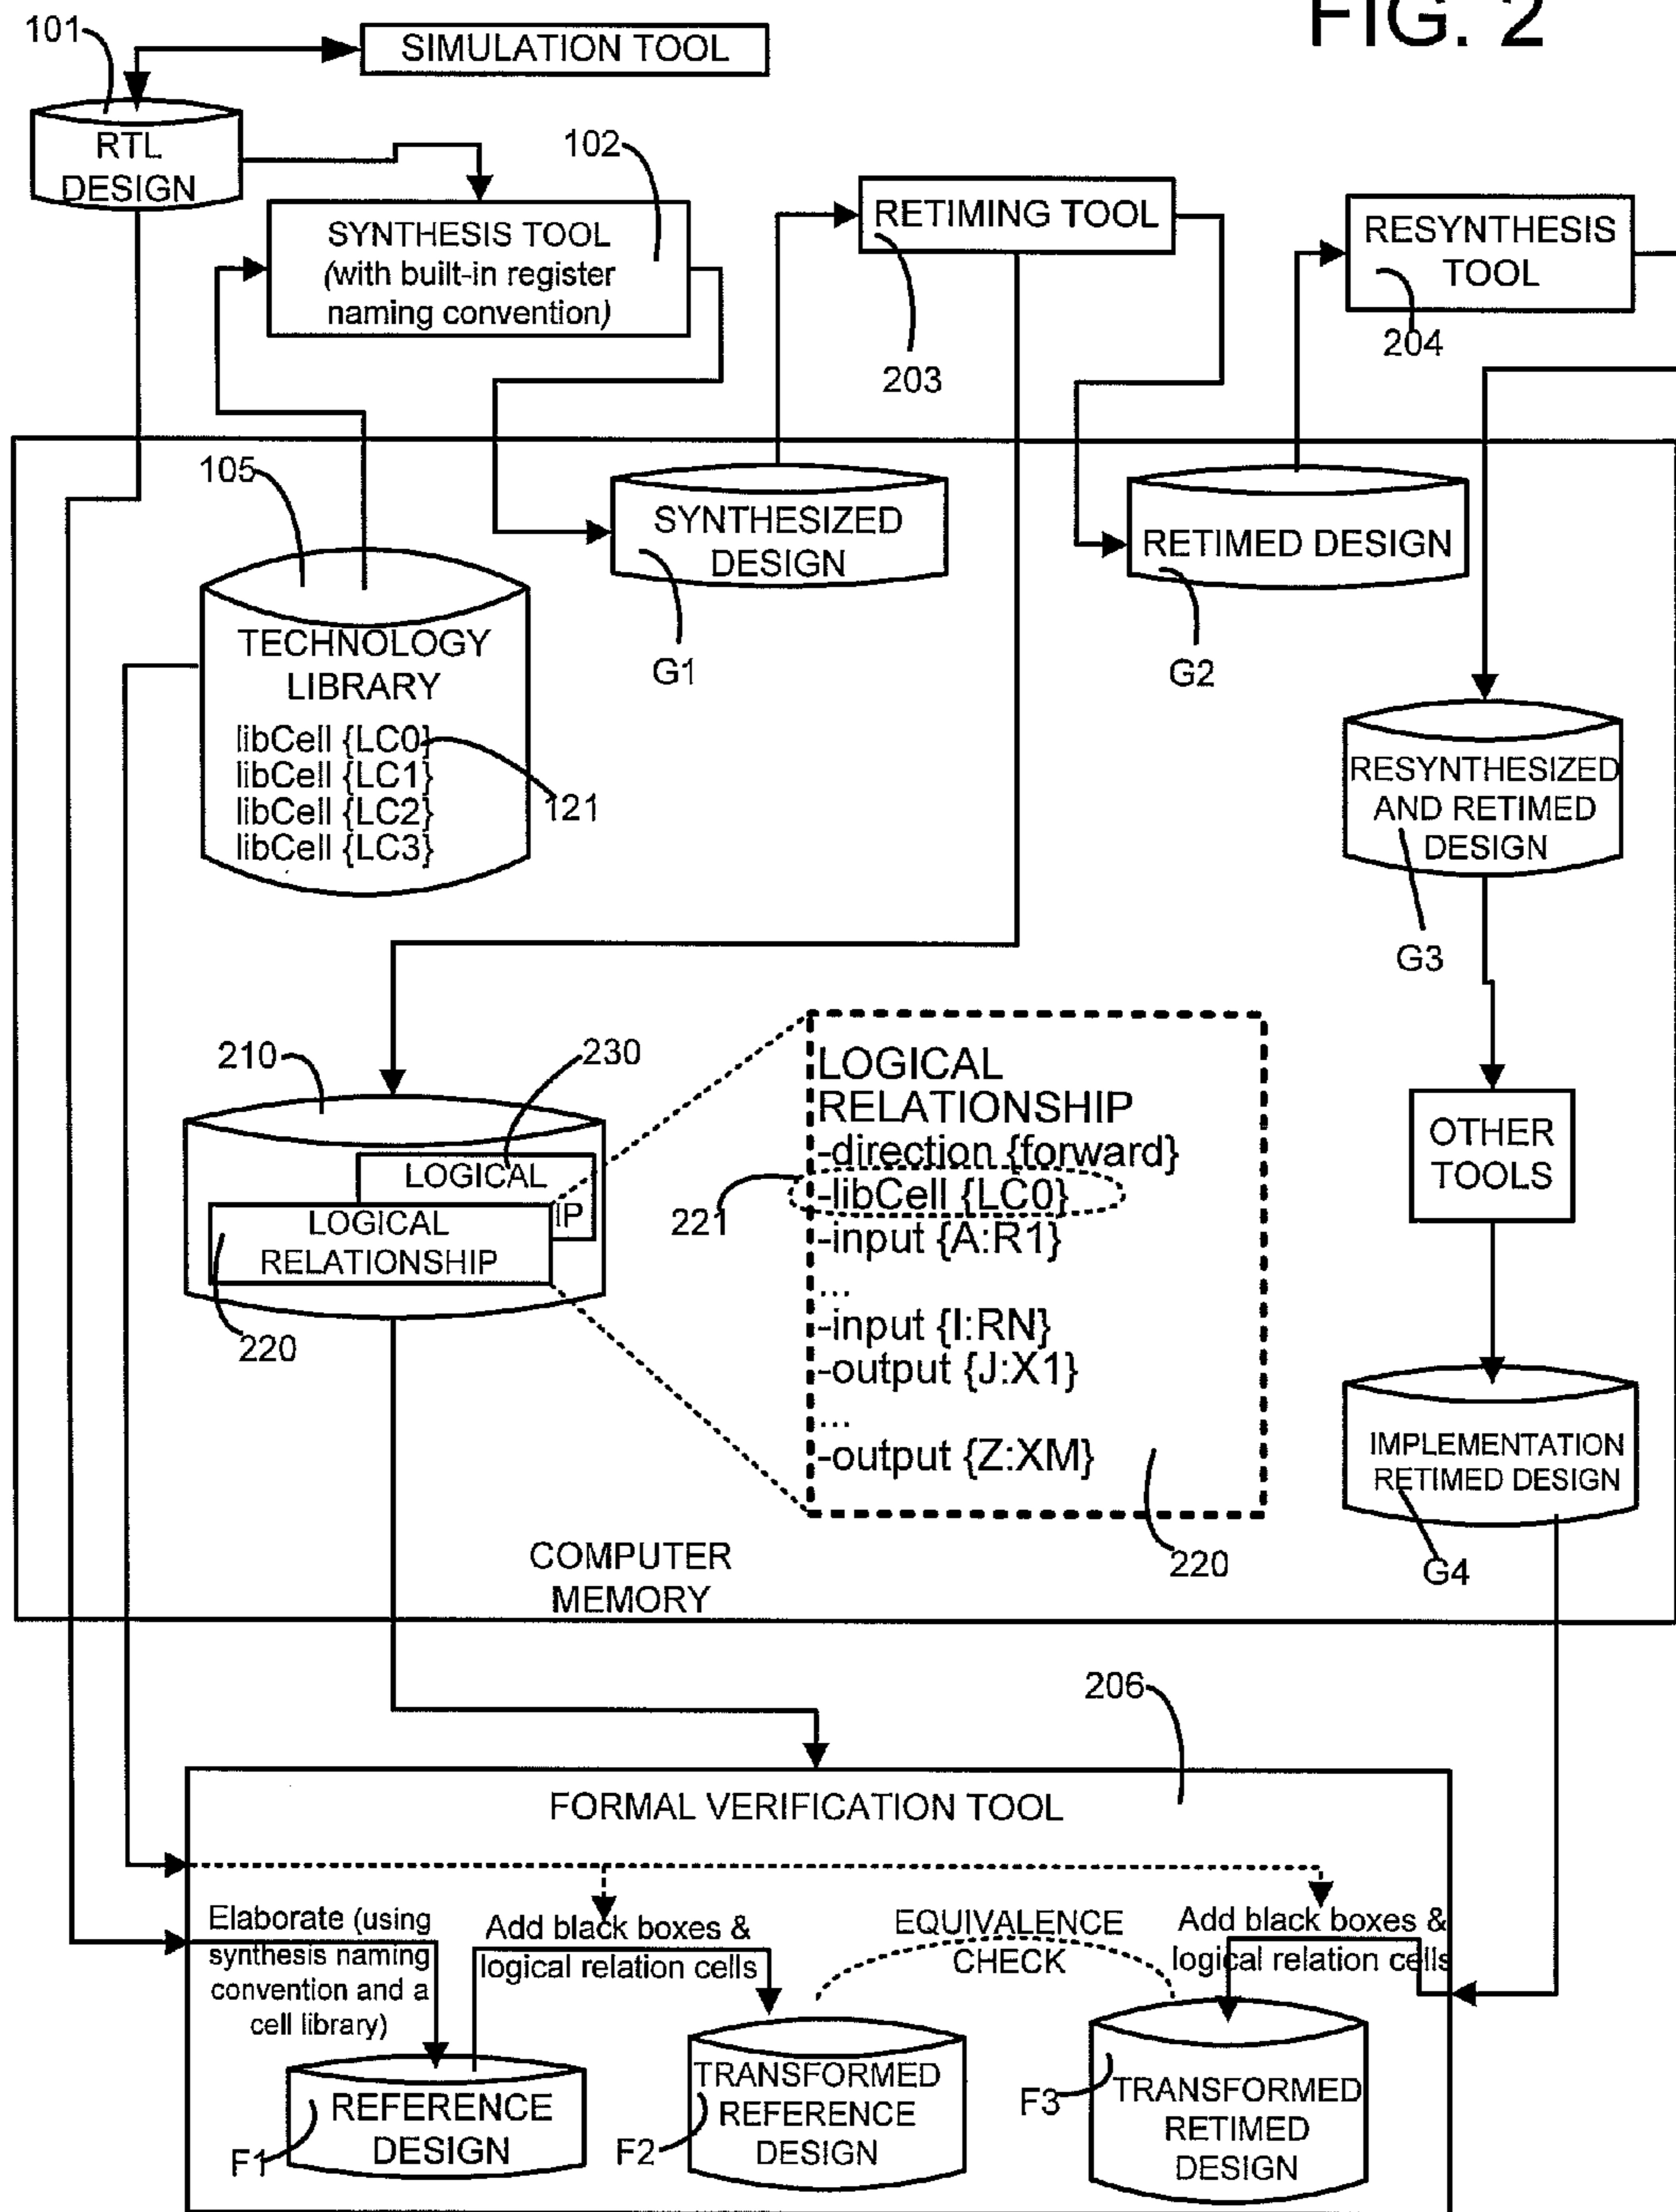 FIG. 2
101
SIMULATION TOOL
RTL
DESIGN
102
SYNTHESIS TOOL
(with built-in register
naming convention)
RETIMING TOOL
203
RESYNTHESIS
TOOL
204
105
TECHNOLOGY
LIBRARY
libCell {LC0}
libCell {LC1}
libCell {LC2}
libCell {LC3}
121
SYNTHESIZED
DESIGN
G1
RETIMED DESIGN
G2
RESYNTHESIZED
AND RETIMED
DESIGN
G3
210
230
LOGICAL
IP
LOGICAL
RELATIONSHIP
220
LOGICAL
RELATIONSHIP
-direction {forward}
-libCell {LC0}
221
-input {A:R1}
...
-input {I:RN}
-output {J:X1}
...
-output {Z:XM}
220
OTHER
TOOLS
IMPLEMENTATION
RETIMED DESIGN
G4
COMPUTER
MEMORY
206
FORMAL VERIFICATION TOOL
Elaborate (using
synthesis naming
convention and a
cell library)
Add black boxes &
logical relation cells
EQUIVALENCE
CHECK
Add black boxes &
logical relation cells
REFERENCE
DESIGN
F1
TRANSFORMED
REFERENCE
DESIGN
F2
TRANSFORMED
RETIMED
DESIGN
F3